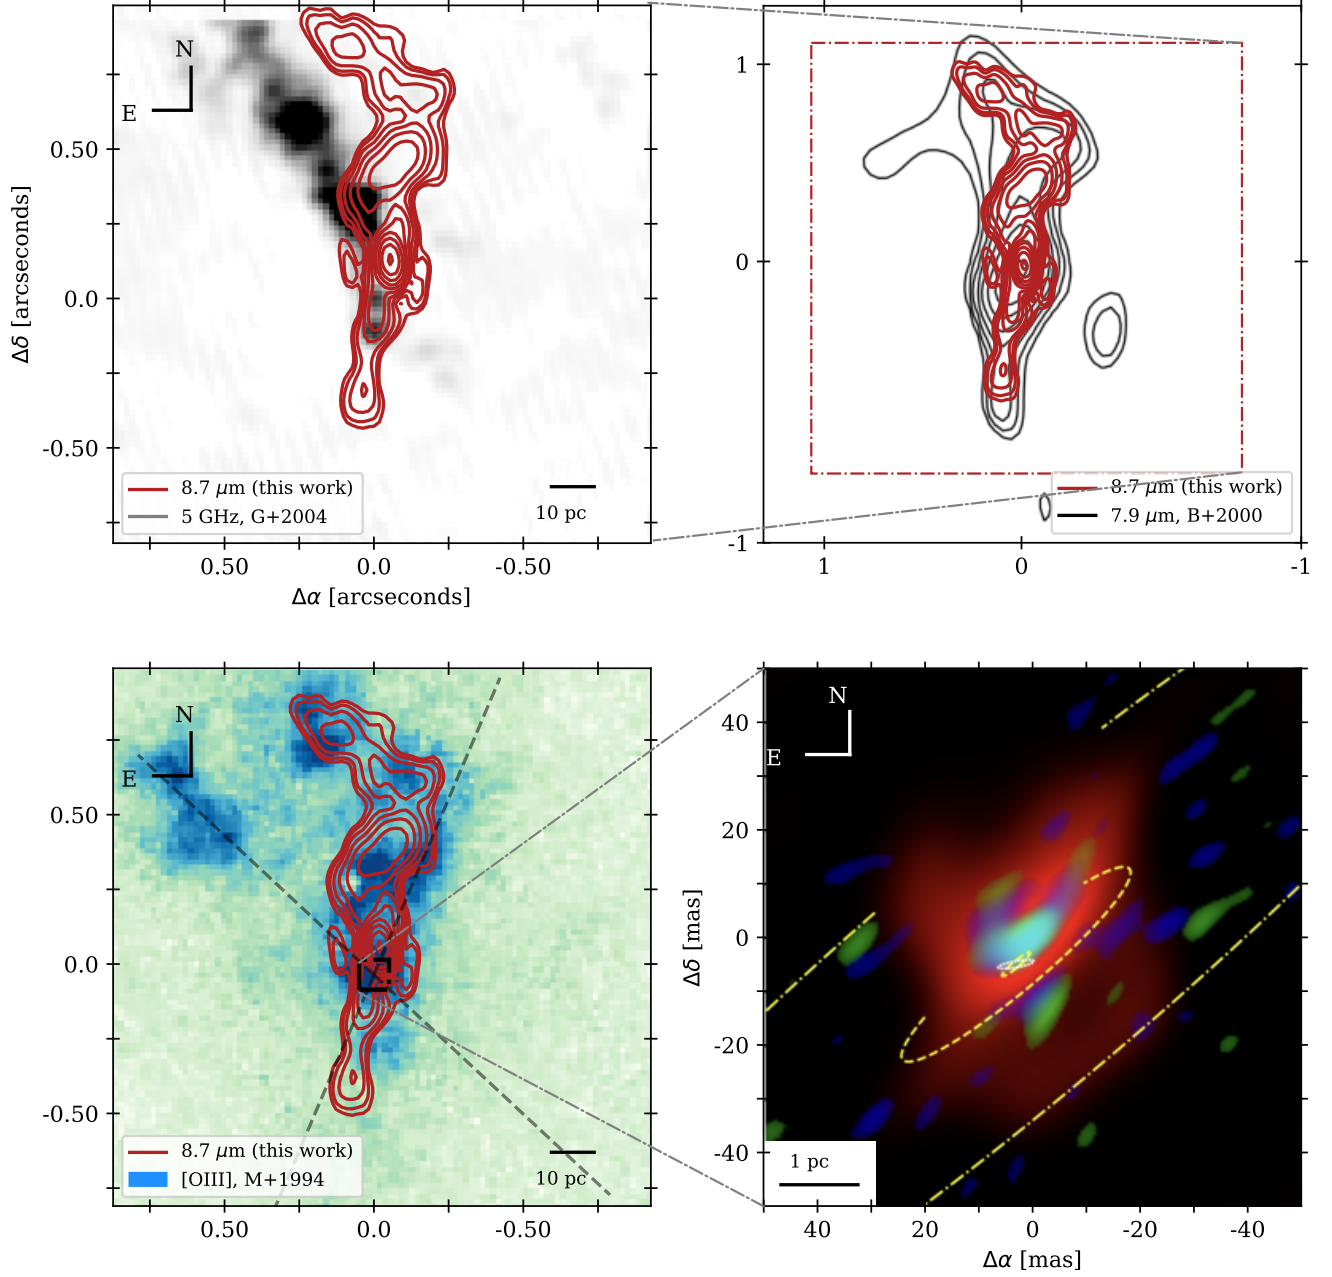 N
E
0.50
0.0
-0.50
Δδ [arcseconds]
8.7 μm (this work)
5 GHz, G+2004
10 pc
0.50
0.0
-0.50
Δα [arcseconds]
1
0
-1
8.7 μm (this work)
7.9 μm, B+2000
1
0
-1
N
E
0.50
0.0
-0.50
8.7 μm (this work)
[OIII], M+1994
10 pc
0.50
0.0
-0.50
N
E
40
20
0
-20
-40
Δδ [mas]
1 pc
40
20
0
-20
-40
Δα [mas]